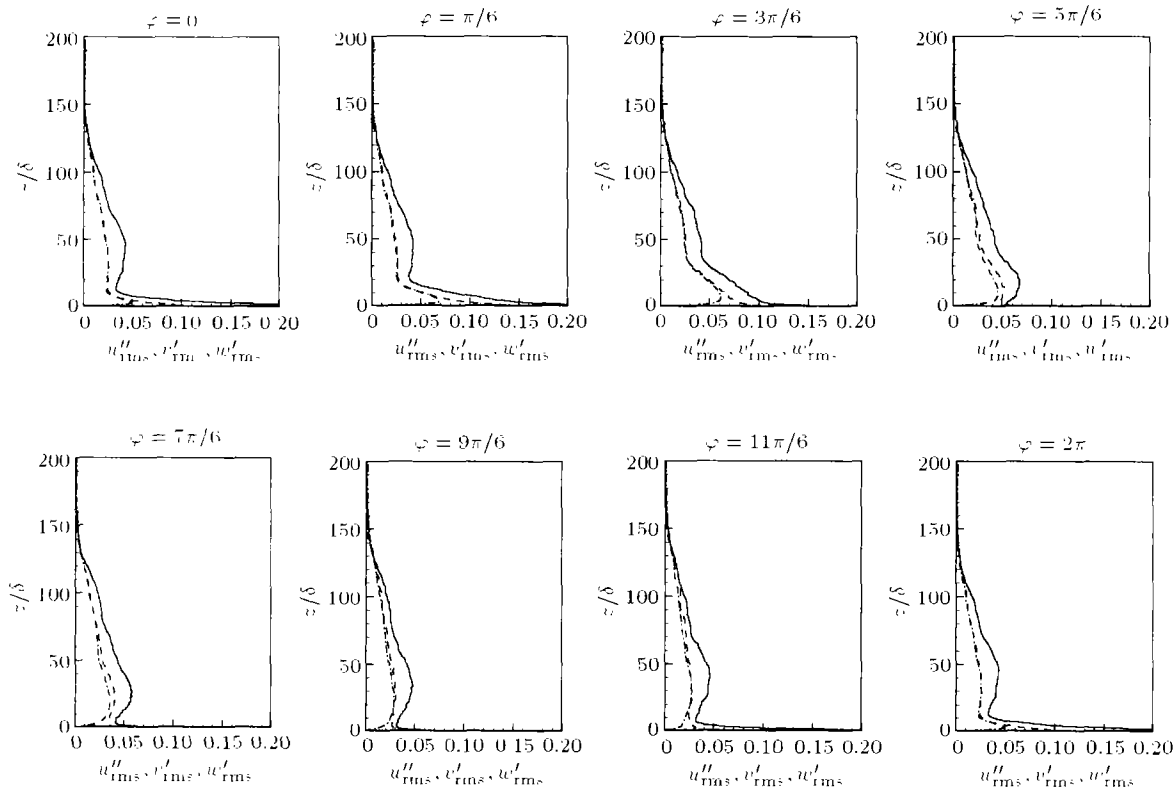 φ = 0
φ = π/6
φ = 3π/6
φ = 5π/6
200
150
100
50
0
z/δ
200
150
100
50
0
z/δ
200
150
100
50
0
z/δ
200
150
100
50
0
z/δ
0 0.05 0.10 0.15 0 20
0 0.05 0.10 0.15 0.20
0 0.05 0.10 0.15 0.20
0 0.05 0.10 0.15 0.20
u″rms, v′rm, w′rms
u″rms, v′rms, w′rms
u″rms, v′rms, w′rms
u″rms, v′rms, w′rms
φ = 7π/6
φ = 9π/6
φ = 11π/6
φ = 2π
200
150
100
50
0
z/δ
200
150
100
50
0
z/δ
200
150
100
50
0
z/δ
200
150
100
50
0
z/δ
0 0.05 0.10 0.15 0.20
0 0.05 0.10 0.15 0.20
0 0.05 0.10 0.15 0.20
0 0.05 0.10 0.15 0.20
u″rms, v′rms, w′rms
u″rms, v′rms, w′rms
u″rms, v′rms, w′rms
u″rms, v′rms, w′rms